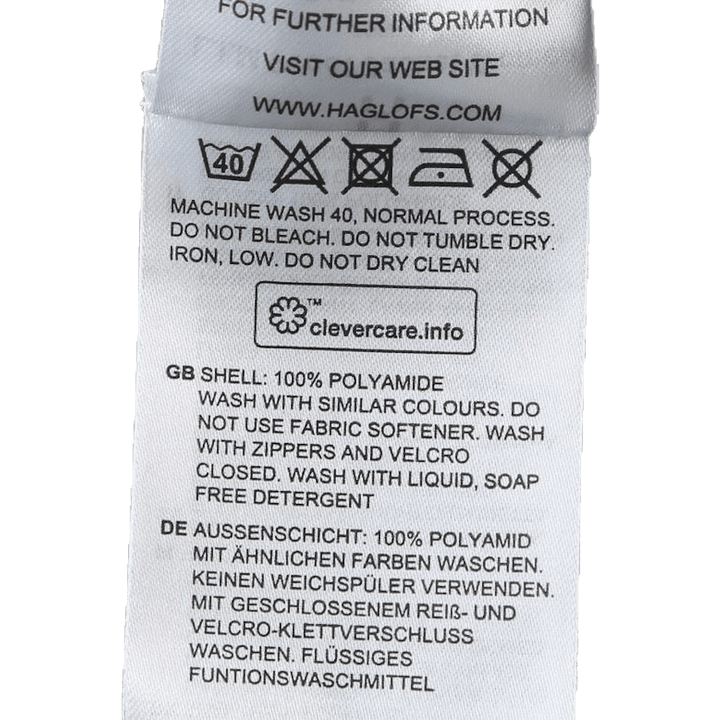 FOR FURTHER INFORMATION
VISIT OUR WEB SITE
WWW.HAGLOFS.COM
40
MACHINE WASH 40, NORMAL PROCESS.
DO NOT BLEACH. DO NOT TUMBLE DRY.
IRON, LOW. DO NOT DRY CLEAN
™
clevercare.info
GB SHELL: 100% POLYAMIDE
WASH WITH SIMILAR COLOURS. DO
NOT USE FABRIC SOFTENER. WASH
WITH ZIPPERS AND VELCRO
CLOSED. WASH WITH LIQUID, SOAP
FREE DETERGENT
DE AUSSENSCHICHT: 100% POLYAMID
MIT ÄHNLICHEN FARBEN WASCHEN.
KEINEN WEICHSPÜLER VERWENDEN.
MIT GESCHLOSSENEM REIß- UND
VELCRO-KLETTVERSCHLUSS
WASCHEN. FLÜSSIGES
FUNTIONSWASCHMITTEL